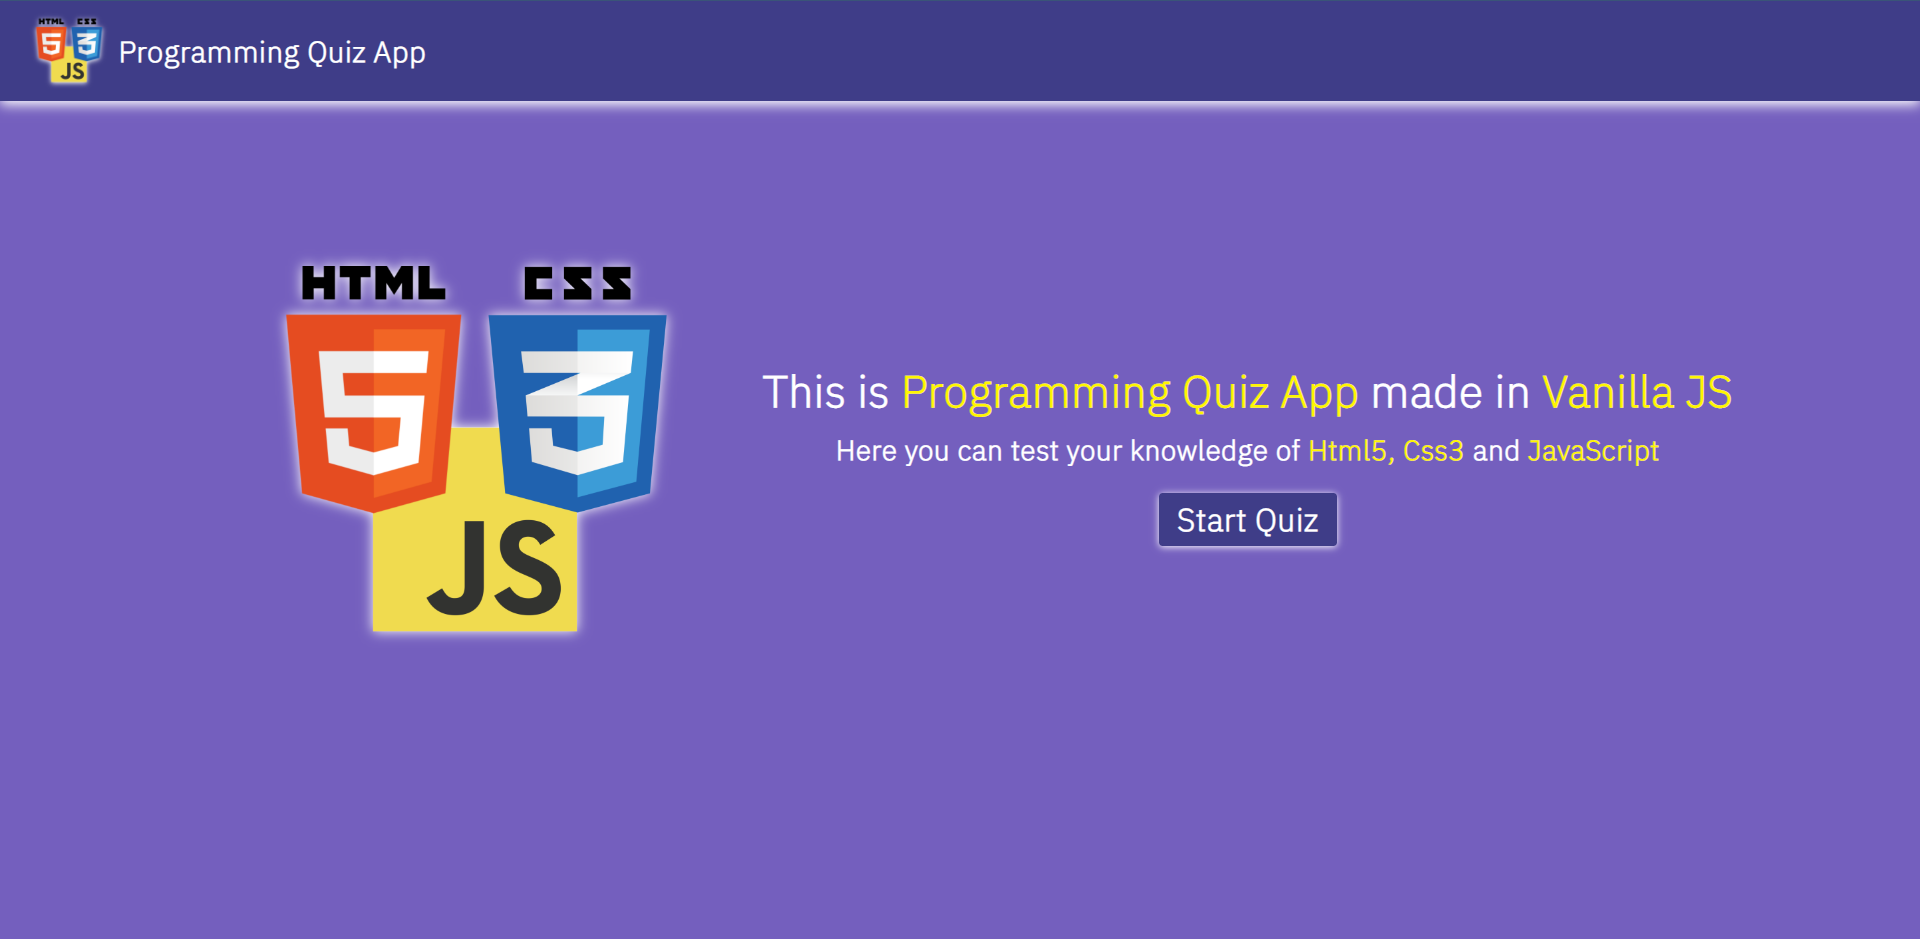 HTML CSS
5 3
JS
Programming Quiz App
HTML CSS
5 3
JS
This is Programming Quiz App made in Vanilla JS
Here you can test your knowledge of Html5, Css3 and JavaScript
Start Quiz